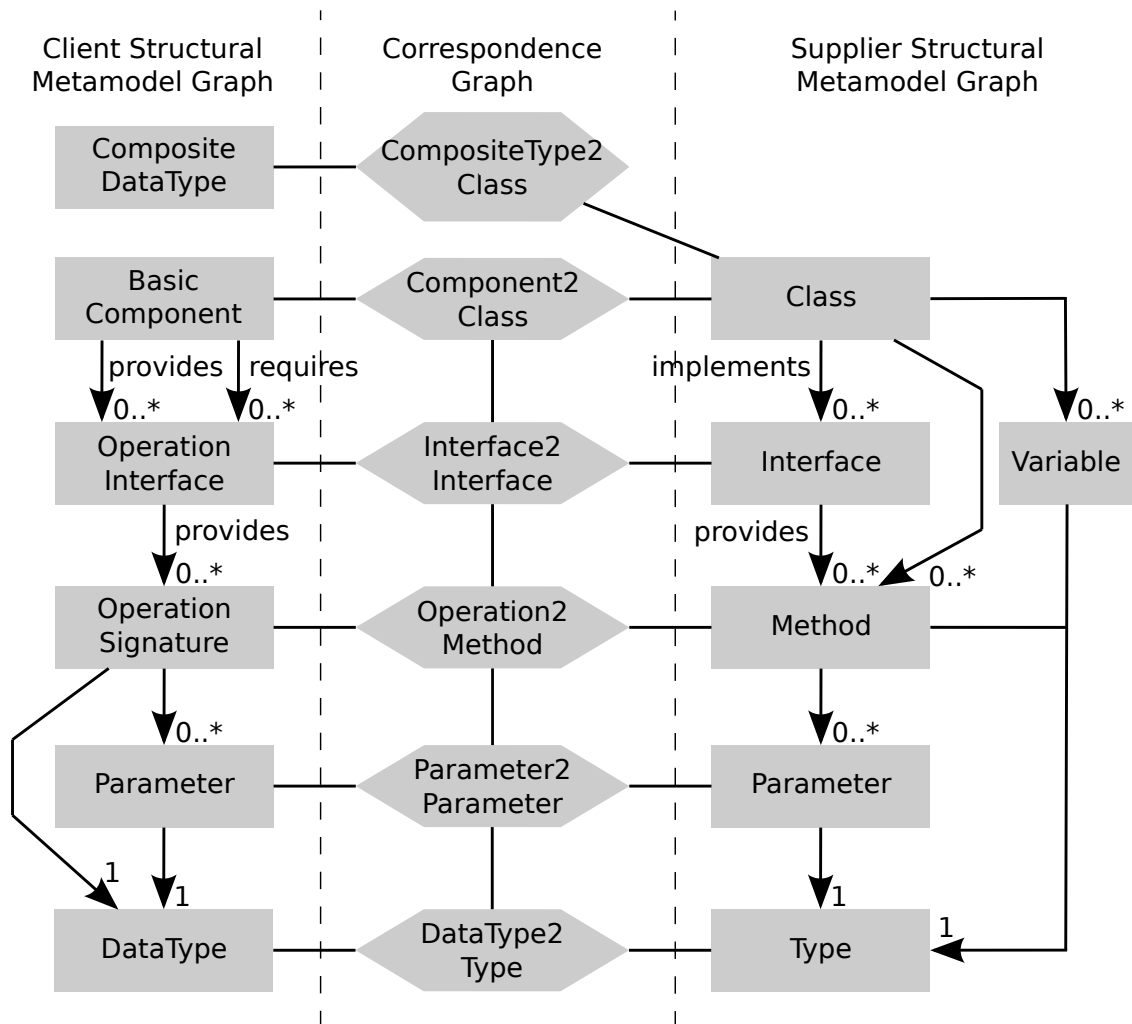 Client Structural
Metamodel Graph
Correspondence
Graph
Supplier Structural
Metamodel Graph
Composite
DataType
CompositeType2
Class
Basic
Component
Component2
Class
Class
provides
requires
implements
0..*
0..*
0..*
0..*
Operation
Interface
Interface2
Interface
Interface
Variable
provides
provides
0..*
0..*
0..*
Operation
Signature
Operation2
Method
Method
0..*
0..*
Parameter
Parameter2
Parameter
Parameter
1
1
1
1
DataType
DataType2
Type
Type